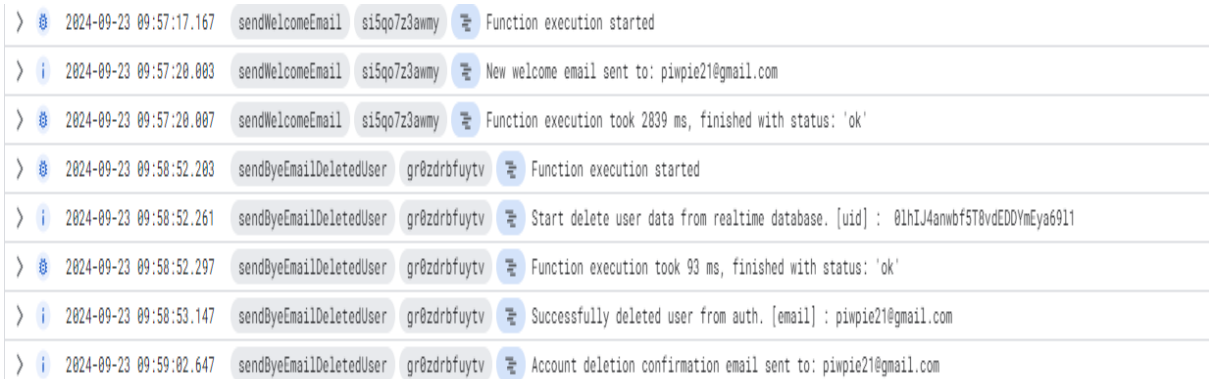 2024-09-23 09:57:17.167 sendWelcomeEmail si5qo7z3awmy Function execution started
2024-09-23 09:57:20.003 sendWelcomeEmail si5qo7z3awmy New welcome email sent to: piwpie21@gmail.com
2024-09-23 09:57:20.007 sendWelcomeEmail si5qo7z3awmy Function execution took 2839 ms, finished with status: 'ok'
2024-09-23 09:58:52.203 sendByeEmailDeletedUser gr0zdrbfuytv Function execution started
2024-09-23 09:58:52.261 sendByeEmailDeletedUser gr0zdrbfuytv Start delete user data from realtime database. [uid] : 0lhIJ4anwbf5T8vdEDDYmEya69l1
2024-09-23 09:58:52.297 sendByeEmailDeletedUser gr0zdrbfuytv Function execution took 93 ms, finished with status: 'ok'
2024-09-23 09:58:53.147 sendByeEmailDeletedUser gr0zdrbfuytv Successfully deleted user from auth. [email] : piwpie21@gmail.com
2024-09-23 09:59:02.647 sendByeEmailDeletedUser gr0zdrbfuytv Account deletion confirmation email sent to: piwpie21@gmail.com